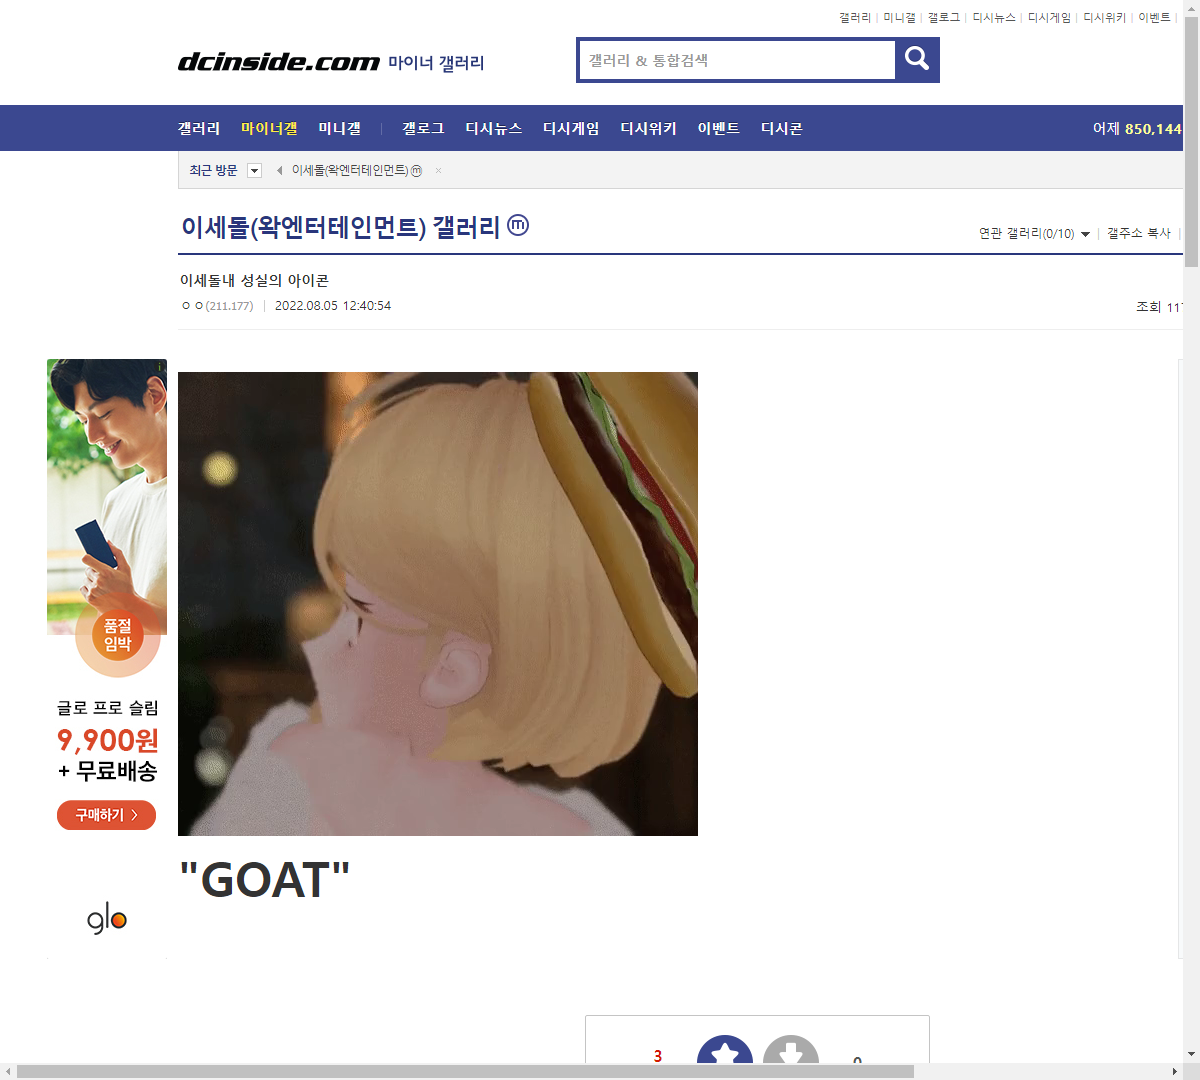 갤러리 | 미니갤 | 갤로그 | 디시뉴스 | 디시게임 | 디시위키 | 이벤트 |
dcinside.com 마이너 갤러리
갤러리 & 통합검색
갤러리 마이너갤 미니갤 | 갤로그 디시뉴스 디시게임 디시위키 이벤트 디시콘
어제 850,144
최근 방문
이세돌(왁엔터테인먼트)ⓜ ×
이세돌(왁엔터테인먼트) 갤러리 ⓜ
연관 갤러리(0/10) | 갤주소 복사 |
이세돌내 성실의 아이콘
ㅇㅇ(211.177) | 2022.08.05 12:40:54
조회 117
품절
임박
글로 프로 슬림
9,900원
+ 무료배송
구매하기 >
glo
"GOAT"
3
0